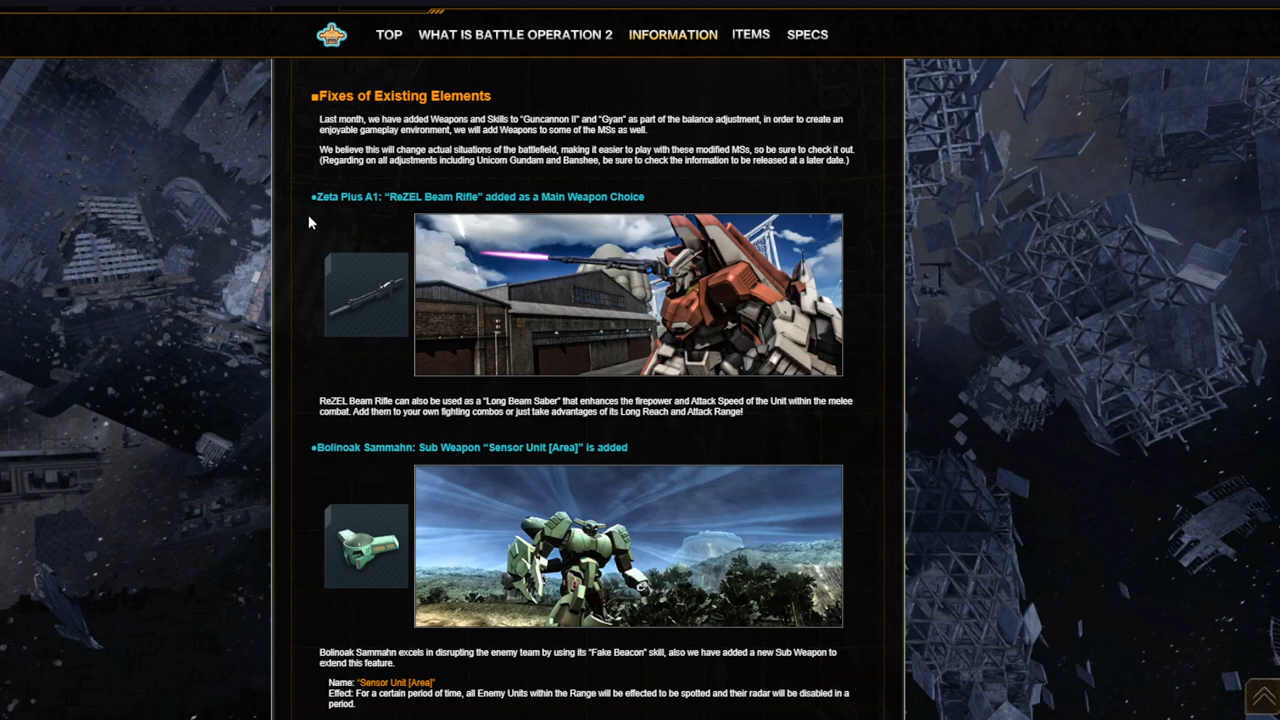 TOP WHAT IS BATTLE OPERATION 2 INFORMATION ITEMS SPECS
■Fixes of Existing Elements
Last month, we have added Weapons and Skills to “Guncannon II” and “Gyan” as part of the balance adjustment, in order to create an
enjoyable gameplay environment, we will add Weapons to some of the MSs as well.
We believe this will change actual situations of the battlefield, making it easier to play with these modified MSs, so be sure to check it out.
(Regarding on all adjustments including Unicorn Gundam and Banshee, be sure to check the information to be released at a later date.)
●Zeta Plus A1: “ReZEL Beam Rifle” added as a Main Weapon Choice
ReZEL Beam Rifle can also be used as a “Long Beam Saber” that enhances the firepower and Attack Speed of the Unit within the melee
combat. Add them to your own fighting combos or just take advantages of its Long Reach and Attack Range!
●Bolinoak Sammahn: Sub Weapon “Sensor Unit [Area]” is added
Bolinoak Sammahn excels in disrupting the enemy team by using its “Fake Beacon” skill, also we have added a new Sub Weapon to
extend this feature.
Name: “Sensor Unit [Area]”
Effect: For a certain period of time, all Enemy Units within the Range will be effected to be spotted and their radar will be disabled in a
period.